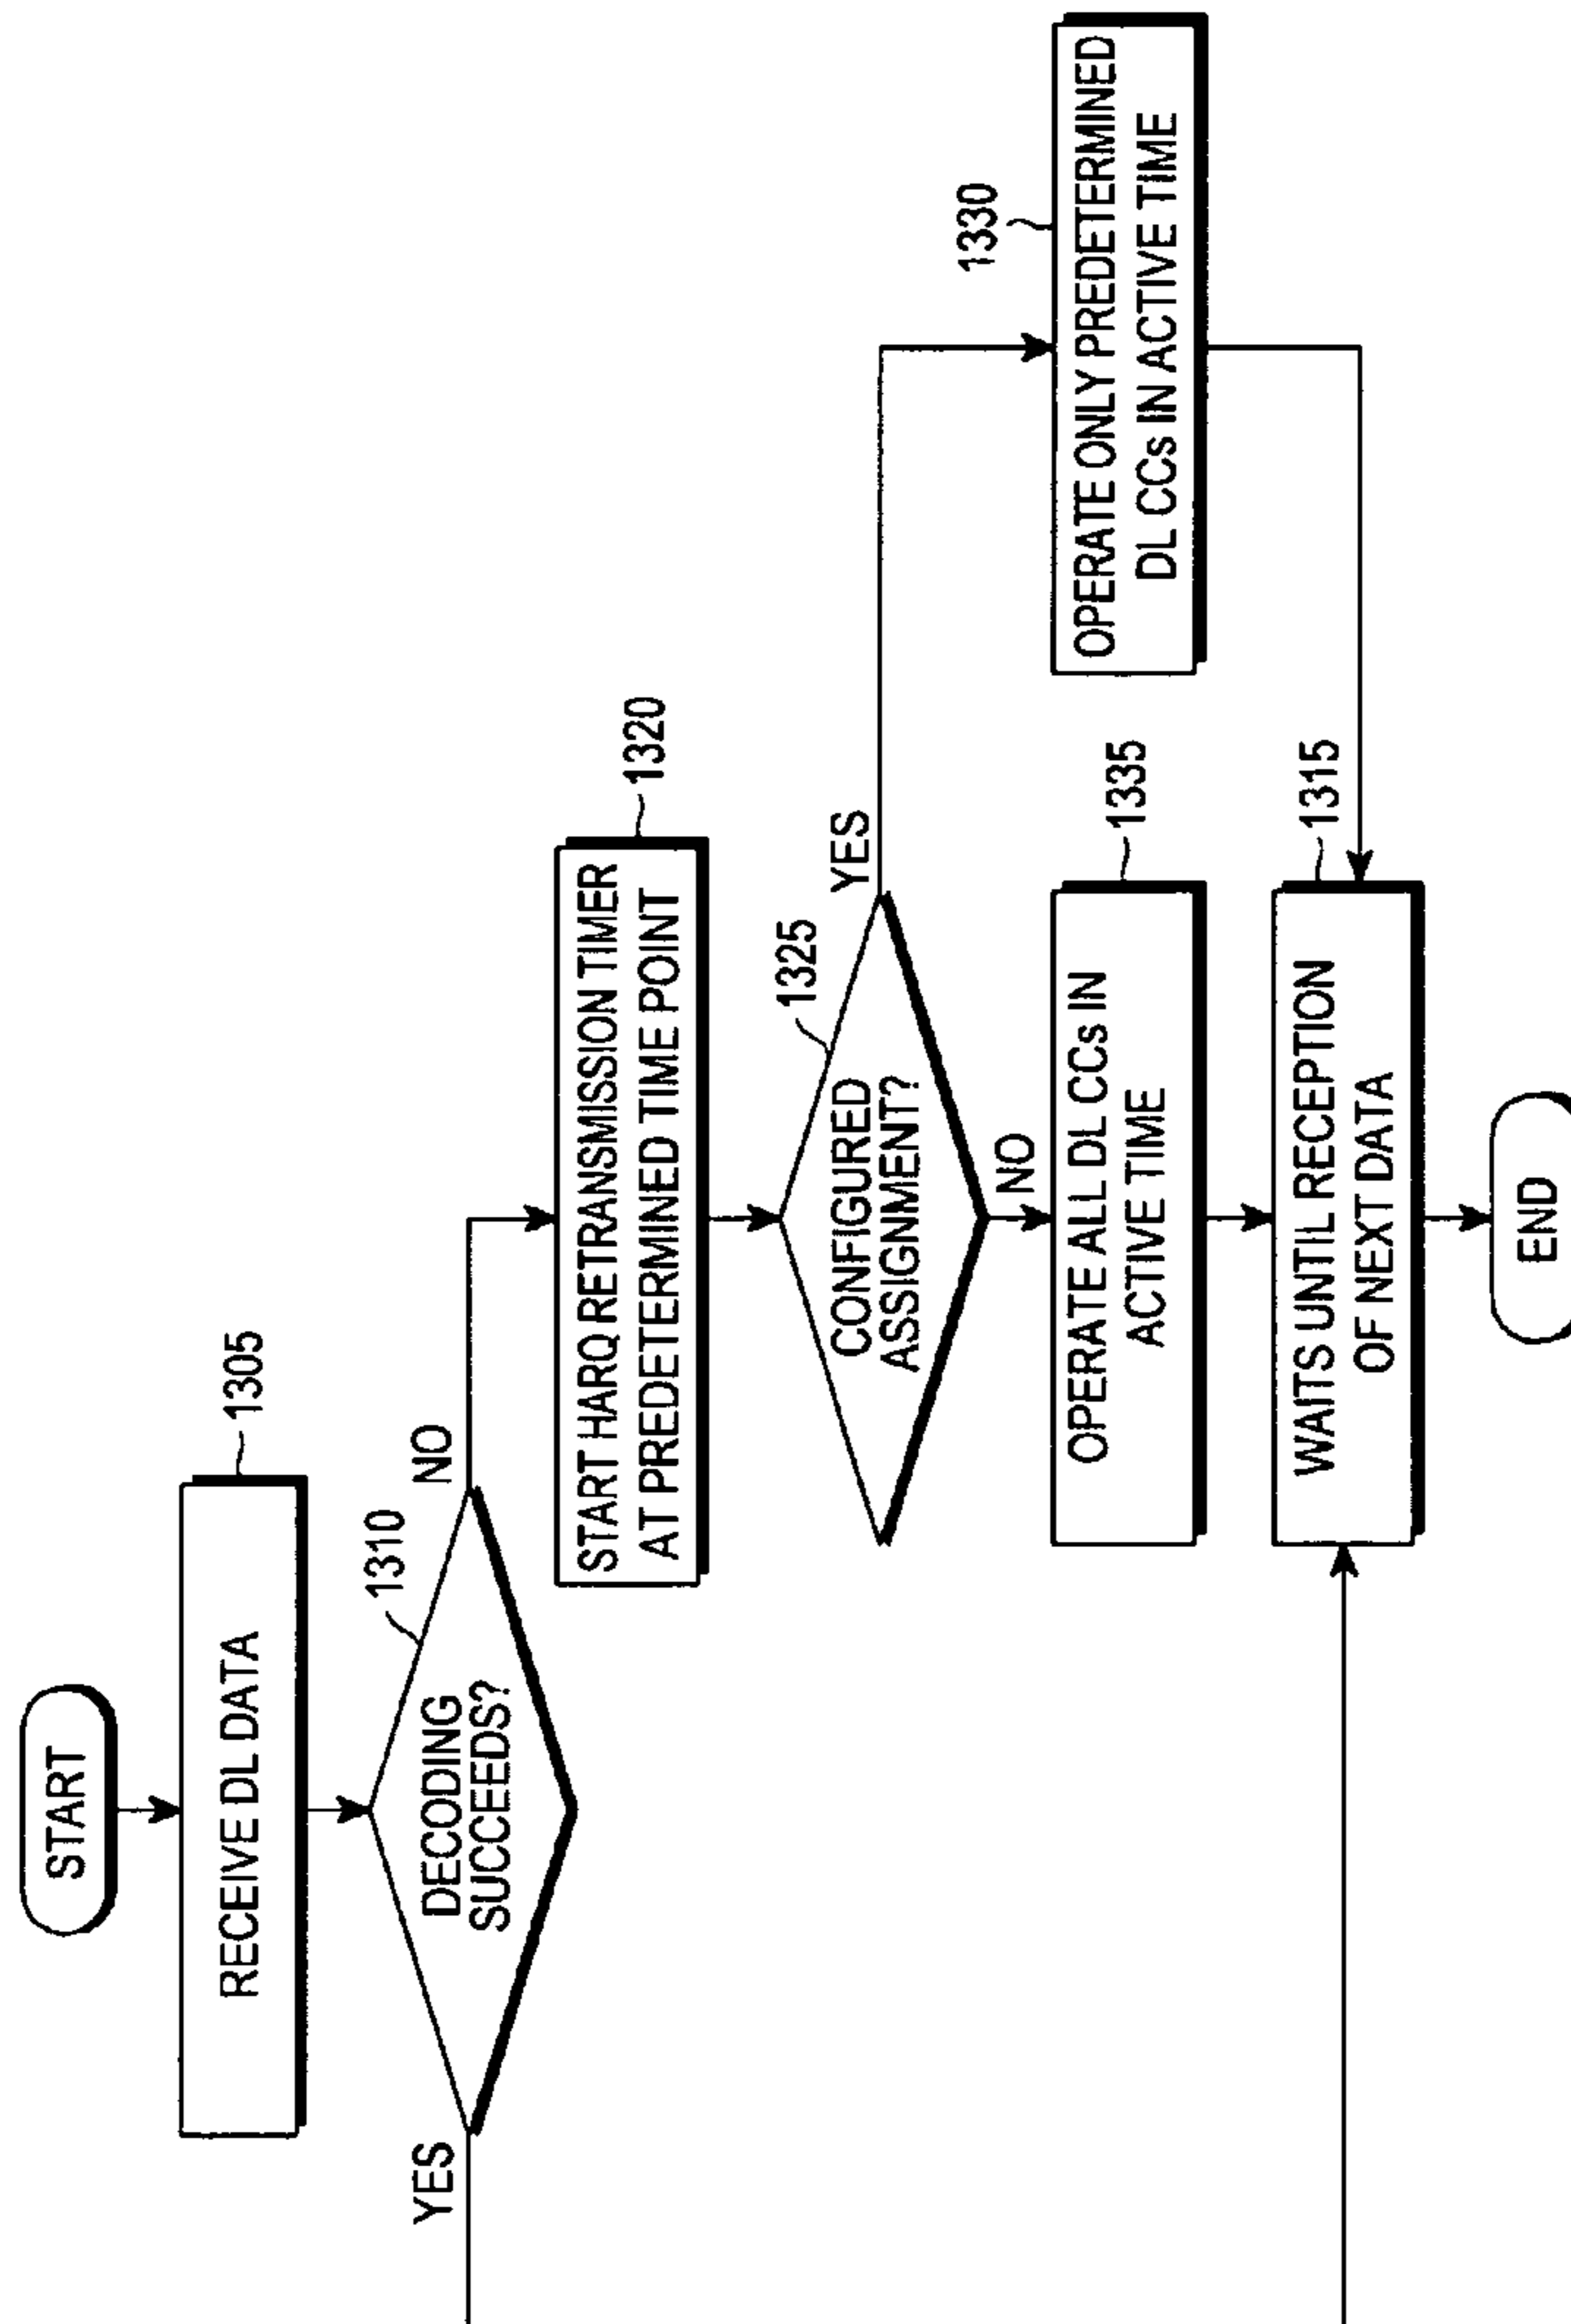 START
RECEIVE DL DATA
1305
DECODING
SUCCEEDS?
1310
YES
NO
START HARQ RETRANSMISSION TIMER
AT PREDETERMINED TIME POINT
1320
CONFIGURED
ASSIGNMENT?
1325
YES
NO
OPERATE ONLY PREDETERMINED
DL CCs IN ACTIVE TIME
1330
OPERATE ALL DL CCs IN
ACTIVE TIME
1335
WAITS UNTIL RECEPTION
OF NEXT DATA
1315
END